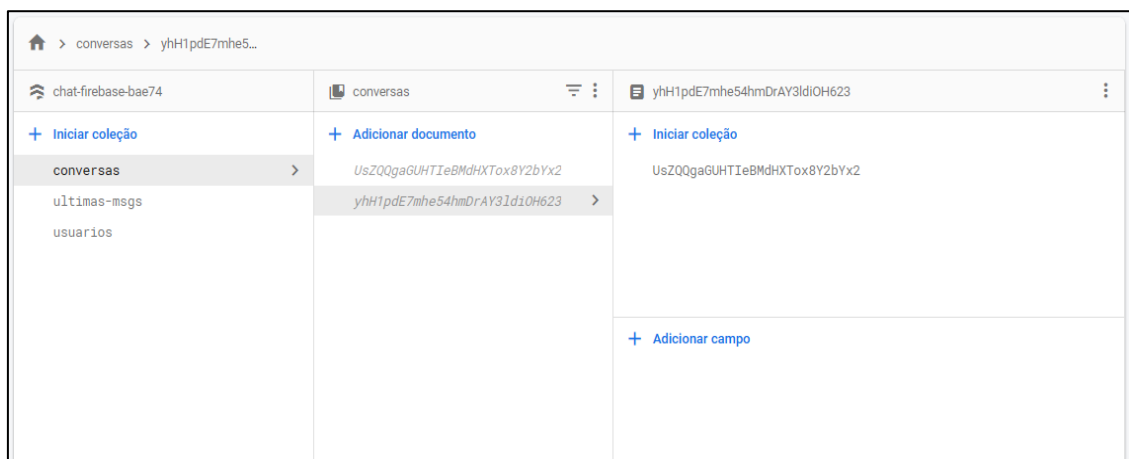 > conversas > yhH1pdE7mhe5...
chat-firebase-bae74
conversas
yhH1pdE7mhe54hmDrAY3ldiOH623
+ Iniciar coleção
+ Adicionar documento
+ Iniciar coleção
conversas >
ultimas-msgs
usuarios
UsZQQgaGUHTIeBMdHXTox8Y2bYx2
yhH1pdE7mhe54hmDrAY3ldiOH623 >
UsZQQgaGUHTIeBMdHXTox8Y2bYx2
+ Adicionar campo